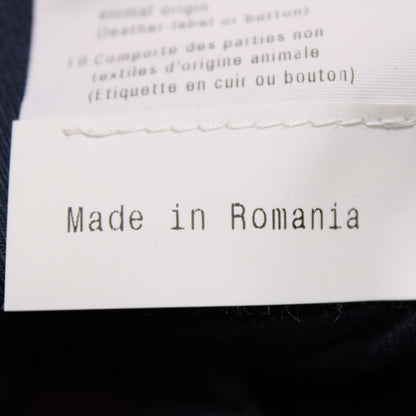 animal origin
(leather label or button)
FR Comporte des parties non
textiles d'origine animale
(Etiquette en cuir ou bouton)
Made in Romania